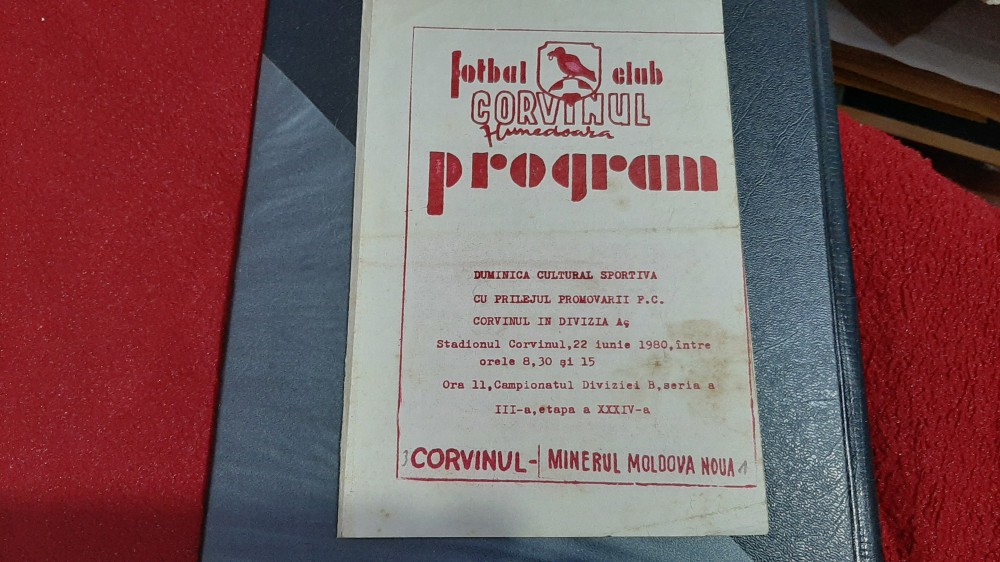 fotbal club
CORVINUL
Hunedoara
program
DUMINICA CULTURAL SPORTIVA
CU PRILEJUL PROMOVARII F.C.
CORVINUL IN DIVIZIA Aş
Stadionul Corvinul,22 iunie 1980,între
orele 8,30 şi 15
Ora 11,Campionatul Diviziei B,seria a
III-a,etapa a XXXIV-a
3 CORVINUL- MINERUL MOLDOVA NOUA 1